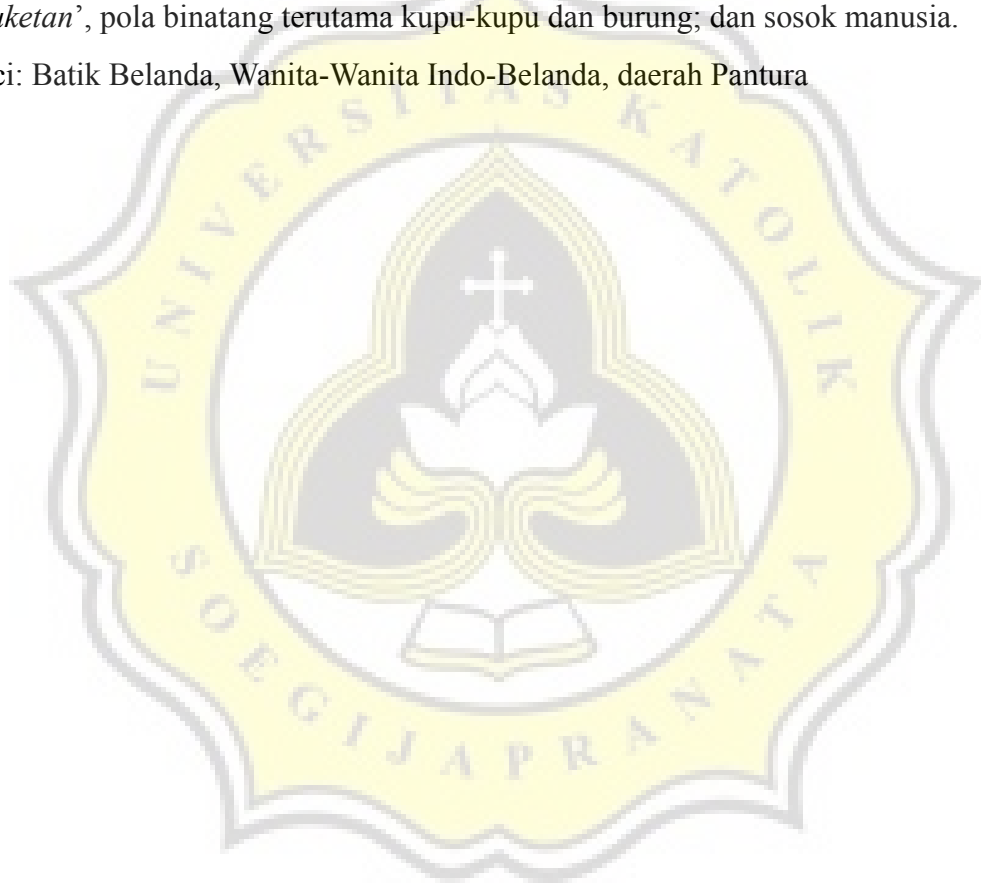 uketan’, pola binatang terutama kupu-kupu dan burung; dan sosok manusia.
ci: Batik Belanda, Wanita-Wanita Indo-Belanda, daerah Pantura
UNIVERSITAS KATOLIK
SOEGIJAPRANATA